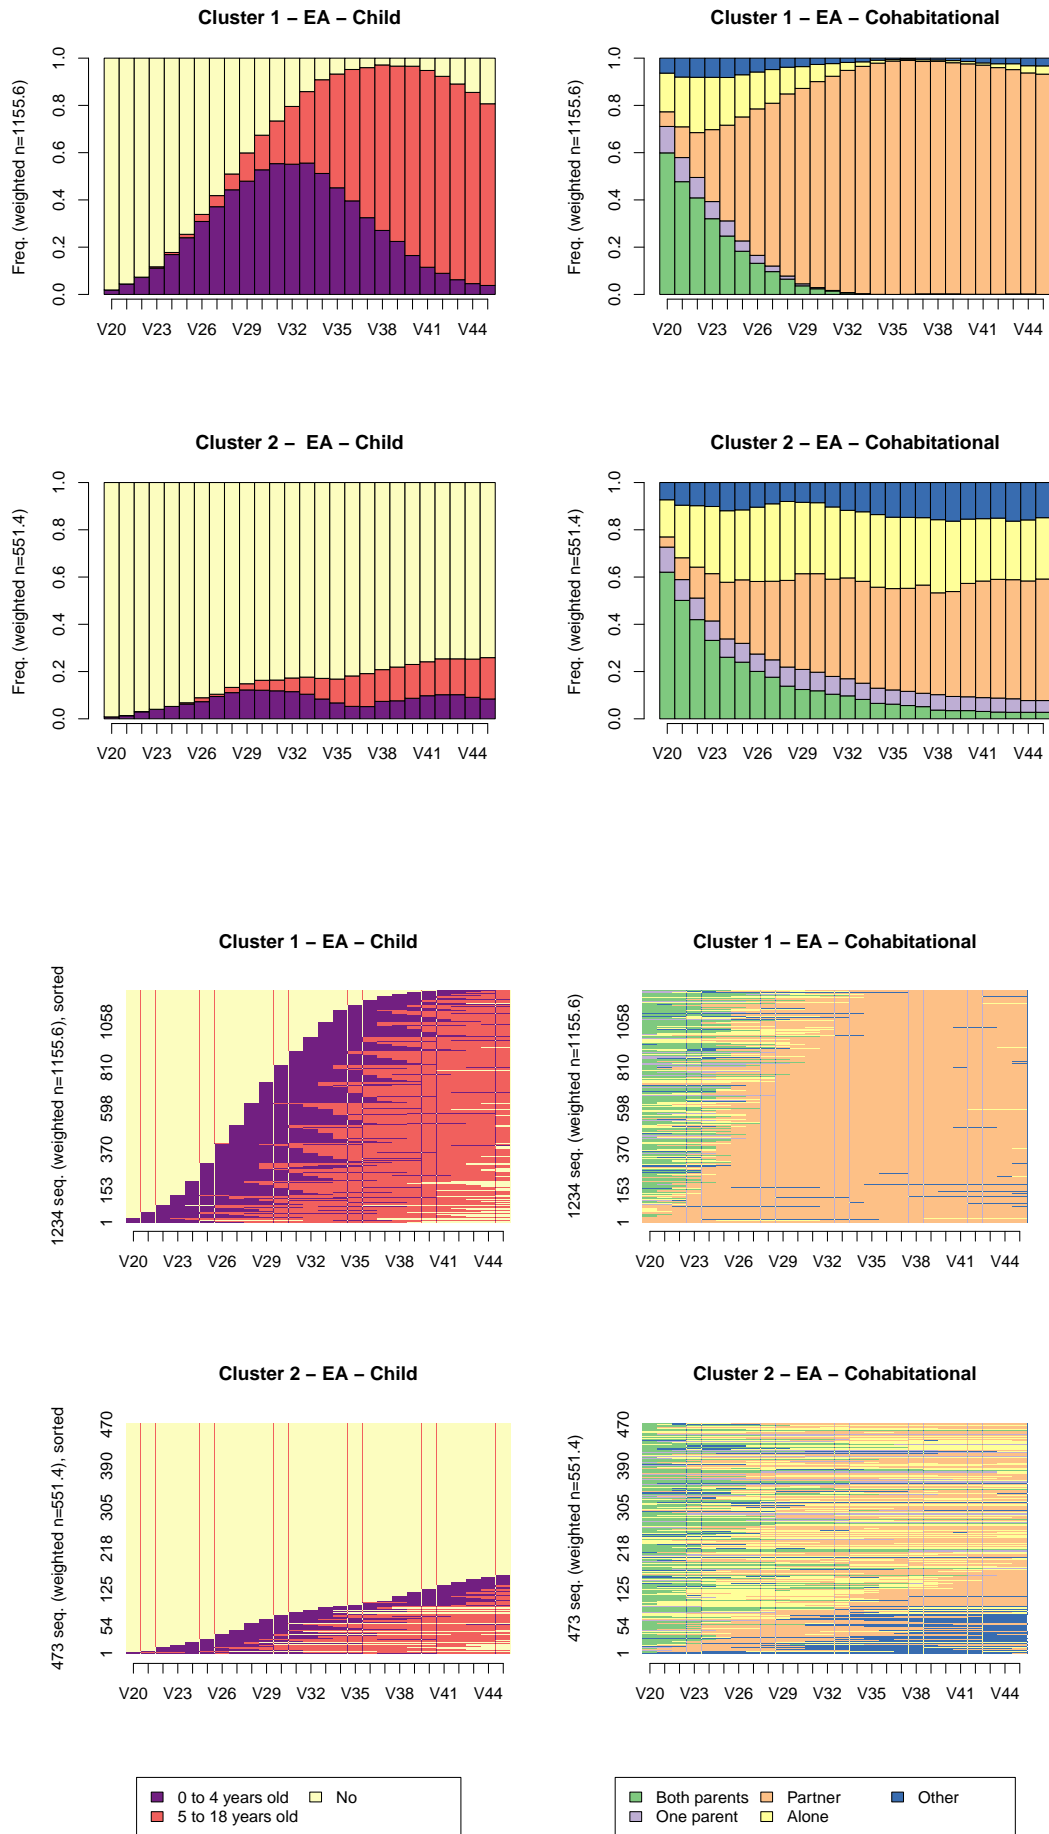 Cluster 1 − EA − Child
Freq. (weighted n=1155.6)
1.0
0.8
0.6
0.4
0.2
0.0
V20 V23 V26 V29 V32 V35 V38 V41 V44
Cluster 1 − EA − Cohabitational
Freq. (weighted n=1155.6)
1.0
0.8
0.6
0.4
0.2
0.0
V20 V23 V26 V29 V32 V35 V38 V41 V44
Cluster 2 −  EA − Child
Freq. (weighted n=551.4)
1.0
0.8
0.6
0.4
0.2
0.0
V20 V23 V26 V29 V32 V35 V38 V41 V44
Cluster 2 − EA − Cohabitational
Freq. (weighted n=551.4)
1.0
0.8
0.6
0.4
0.2
0.0
V20 V23 V26 V29 V32 V35 V38 V41 V44
Cluster 1 − EA − Child
1234 seq. (weighted n=1155.6), sorted
1058
810
598
370
153
1
V20 V23 V26 V29 V32 V35 V38 V41 V44
Cluster 1 − EA − Cohabitational
1234 seq. (weighted n=1155.6)
1058
810
598
370
153
1
V20 V23 V26 V29 V32 V35 V38 V41 V44
Cluster 2 − EA − Child
473 seq. (weighted n=551.4), sorted
470
390
305
218
125
54
1
V20 V23 V26 V29 V32 V35 V38 V41 V44
Cluster 2 − EA − Cohabitational
473 seq. (weighted n=551.4)
470
390
305
218
125
54
1
V20 V23 V26 V29 V32 V35 V38 V41 V44
0 to 4 years old No
5 to 18 years old
Both parents Partner Other
One parent Alone